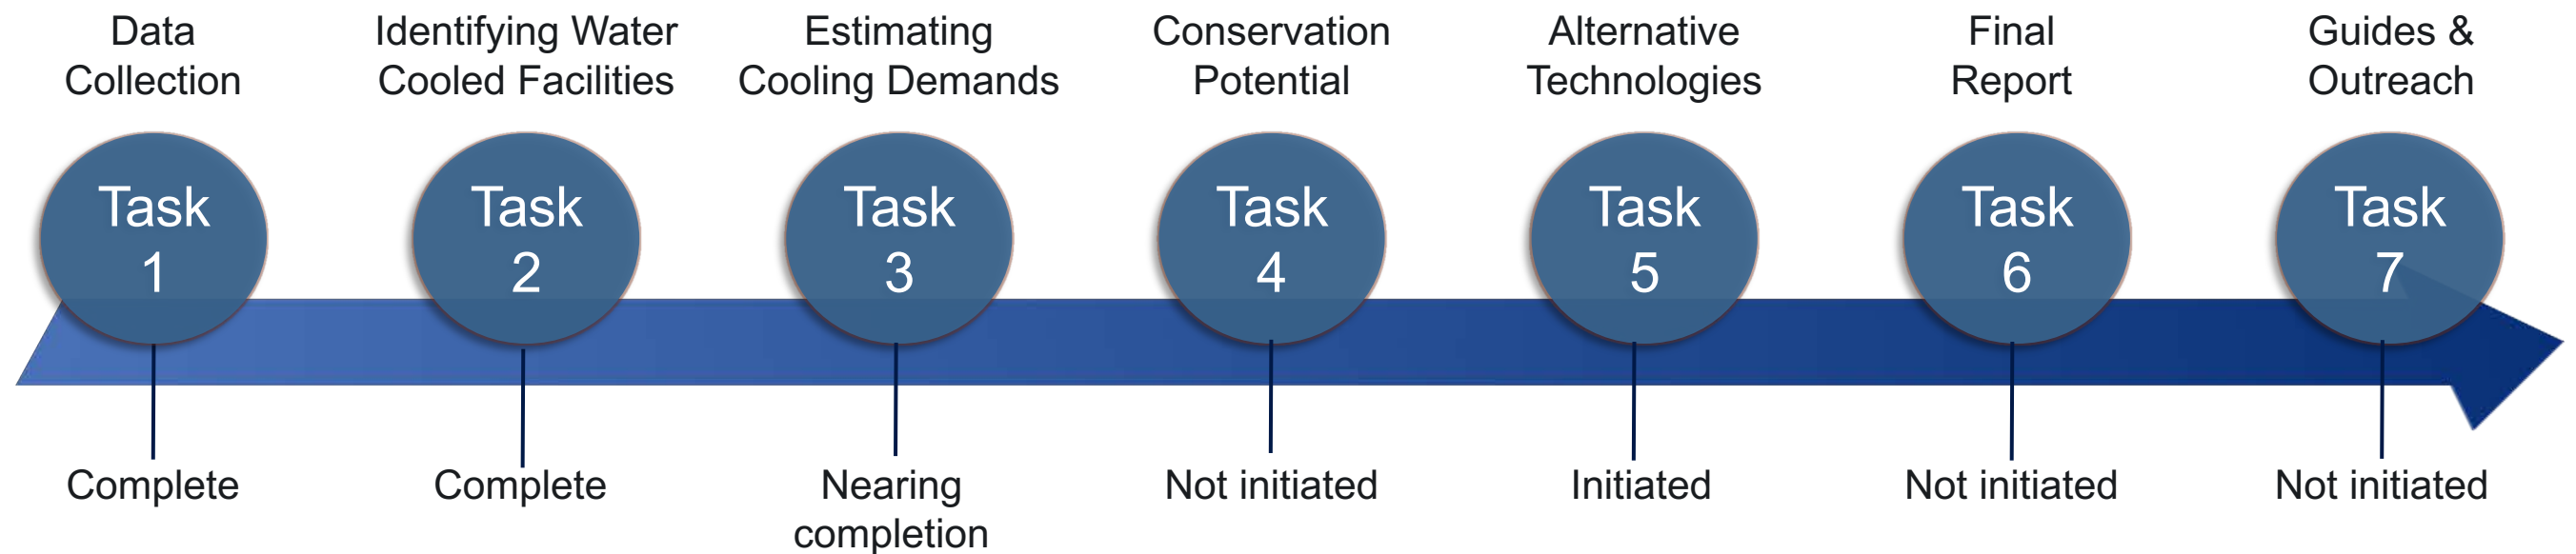 Data
Collection
Identifying Water
Cooled Facilities
Estimating
Cooling Demands
Conservation
Potential
Alternative
Technologies
Final
Report
Guides &
Outreach
Task
1
Task
2
Task
3
Task
4
Task
5
Task
6
Task
7
Complete
Complete
Nearing
completion
Not initiated
Initiated
Not initiated
Not initiated